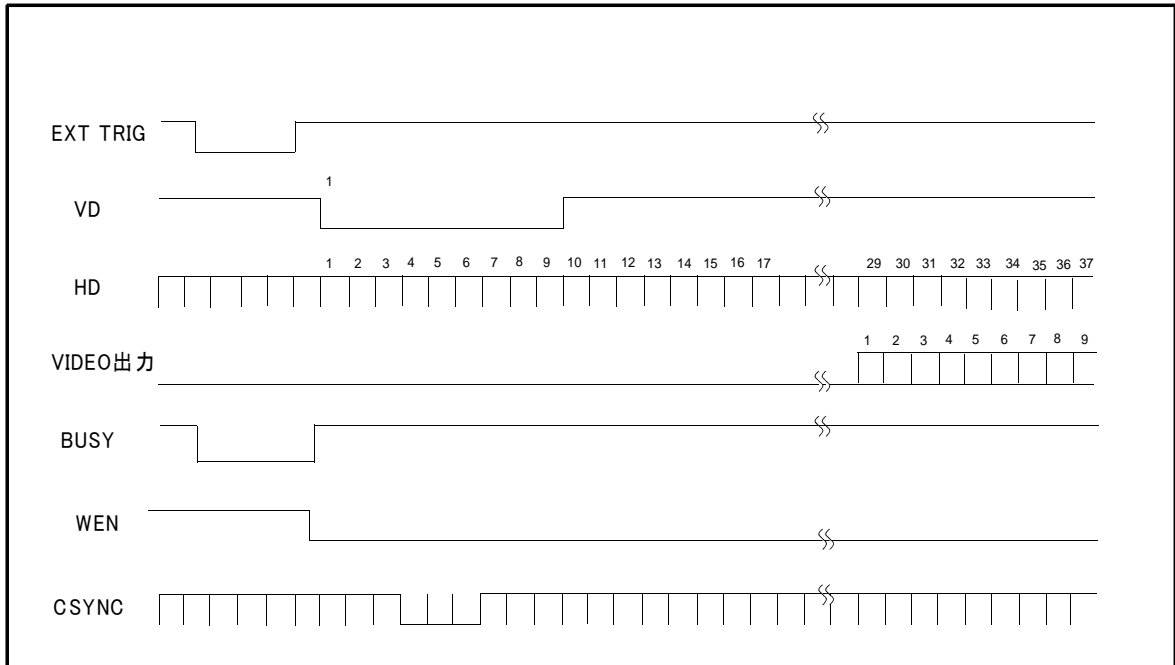 EXT TRIG
1
VD
1 2 3 4 5 6 7 8 9 10 11 12 13 14 15 16 17 29 30 31 32 33 34 35 36 37
HD
1 2 3 4 5 6 7 8 9
VIDEO出力
BUSY
WEN
CSYNC